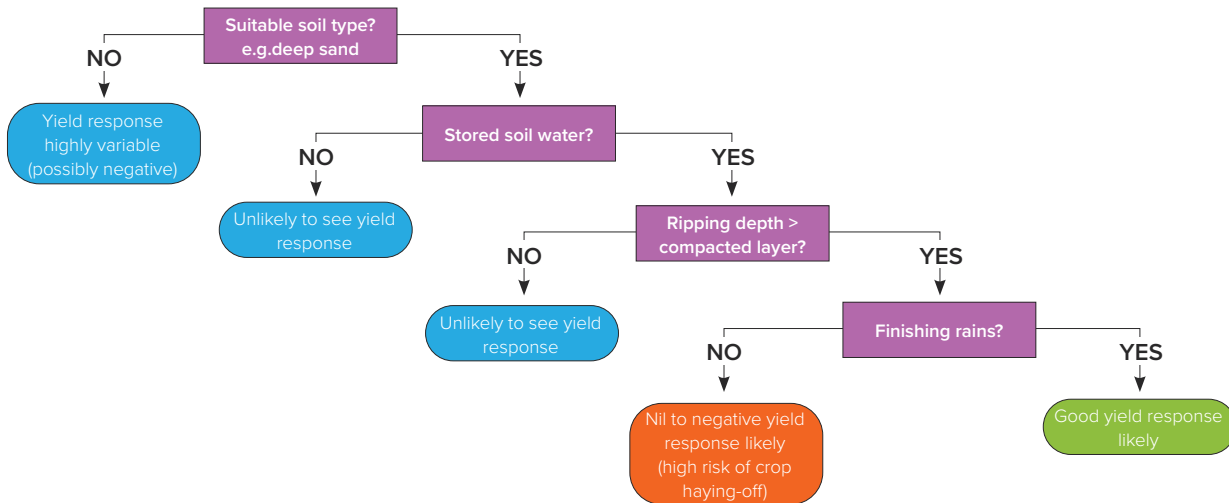 Suitable soil type?
e.g.deep sand
NO
YES
Yield response
highly variable
(possibly negative)
Stored soil water?
NO
YES
Unlikely to see yield
response
Ripping depth >
compacted layer?
NO
YES
Unlikely to see yield
response
Finishing rains?
NO
YES
Nil to negative yield
response likely
(high risk of crop
haying-off)
Good yield response
likely